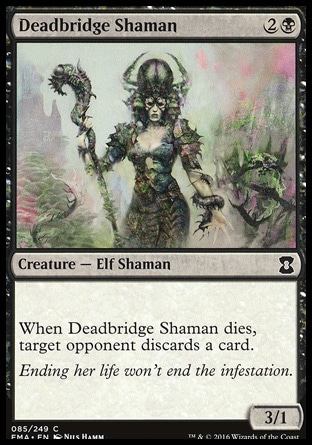 Deadbridge Shaman 2
Creature — Elf Shaman
When Deadbridge Shaman dies,
target opponent discards a card.
Ending her life won't end the infestation.
085/249 C
EMA • EN Nils Hamm
™ & © 2016 Wizards of the Coast
3/1